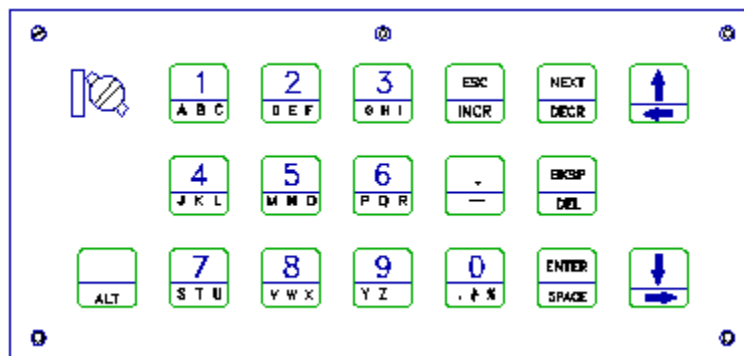 1 2 3 ESC NEXT
A B C D E F G H I INCR DECR
4 5 6 . BKSP
J K L M N O P Q R — DEL
7 8 9 0 ENTER
ALT S T U V W X Y Z SPACE